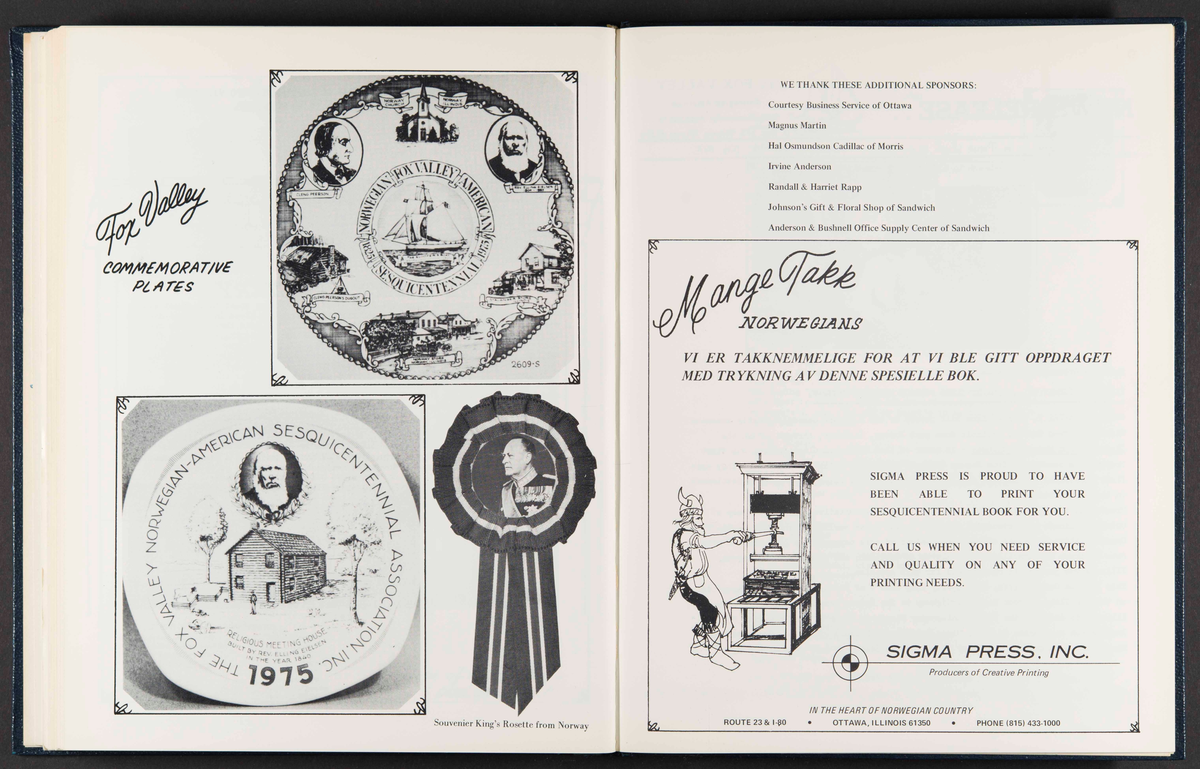 Fox Valley
COMMEMORATIVE
PLATES
NORWEGIAN FOX VALLEY AMERICAN
1825 SESQUICENTENNIAL 1975
2609-S
THE FOX VALLEY NORWEGIAN-AMERICAN SESQUICENTENNIAL ASSOCIATION, INC.
RELIGIOUS MEETING HOUSE
BUILT BY REV. ELLING EIELSEN
IN THE YEAR 1840
1975
Souvenier King's Rosette from Norway
WE THANK THESE ADDITIONAL SPONSORS:
Courtesy Business Service of Ottawa
Magnus Martin
Hal Osmundson Cadillac of Morris
Irvine Anderson
Randall & Harriet Rapp
Johnson's Gift & Floral Shop of Sandwich
Anderson & Bushnell Office Supply Center of Sandwich
Mange Takk
NORWEGIANS
VI ER TAKKNEMMELIGE FOR AT VI BLE GITT OPPDRAGET
MED TRYKNING AV DENNE SPESIELLE BOK.
SIGMA PRESS IS PROUD TO HAVE
BEEN ABLE TO PRINT YOUR
SESQUICENTENNIAL BOOK FOR YOU.
CALL US WHEN YOU NEED SERVICE
AND QUALITY ON ANY OF YOUR
PRINTING NEEDS.
SIGMA PRESS, INC.
Producers of Creative Printing
IN THE HEART OF NORWEGIAN COUNTRY
ROUTE 23 & I-80 • OTTAWA, ILLINOIS 61350 • PHONE (815) 433-1000